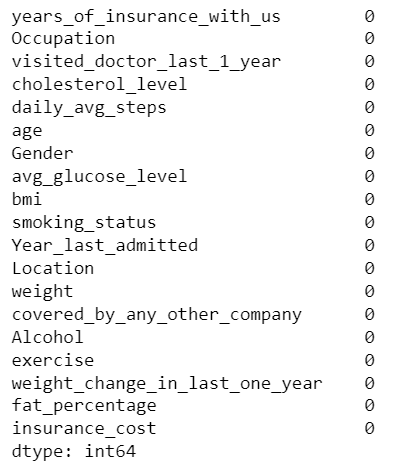 years_of_insurance_with_us 0
Occupation 0
visited_doctor_last_1_year 0
cholesterol_level 0
daily_avg_steps 0
age 0
Gender 0
avg_glucose_level 0
bmi 0
smoking_status 0
Year_last_admitted 0
Location 0
weight 0
covered_by_any_other_company 0
Alcohol 0
exercise 0
weight_change_in_last_one_year 0
fat_percentage 0
insurance_cost 0
dtype: int64